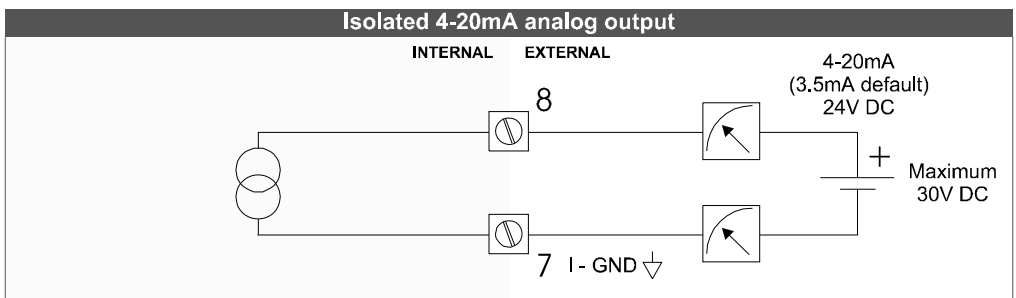 Isolated 4-20mA analog output
INTERNAL EXTERNAL
4-20mA
(3.5mA default)
24V DC
8
+
Maximum
30V DC
7 I - GND